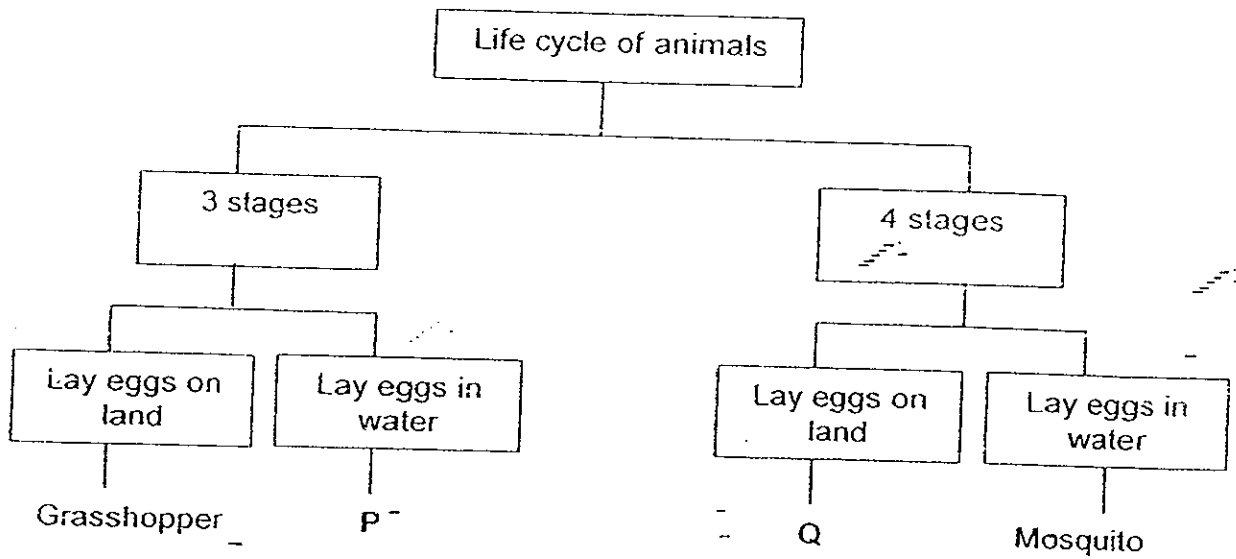 Life cycle of animals
3 stages
4 stages
Lay eggs on
land
Lay eggs in
water
Lay eggs on
land
Lay eggs in
water
Grasshopper
P
Q
Mosquito